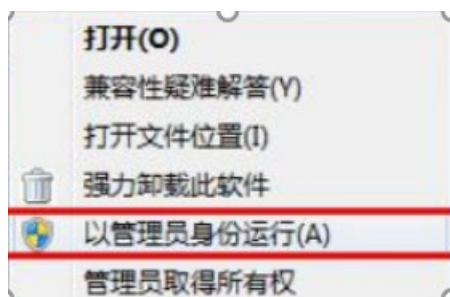 打开(O)
兼容性疑难解答(Y)
打开文件位置(I)
强力卸载此软件
以管理员身份运行(A)
管理员取得所有权